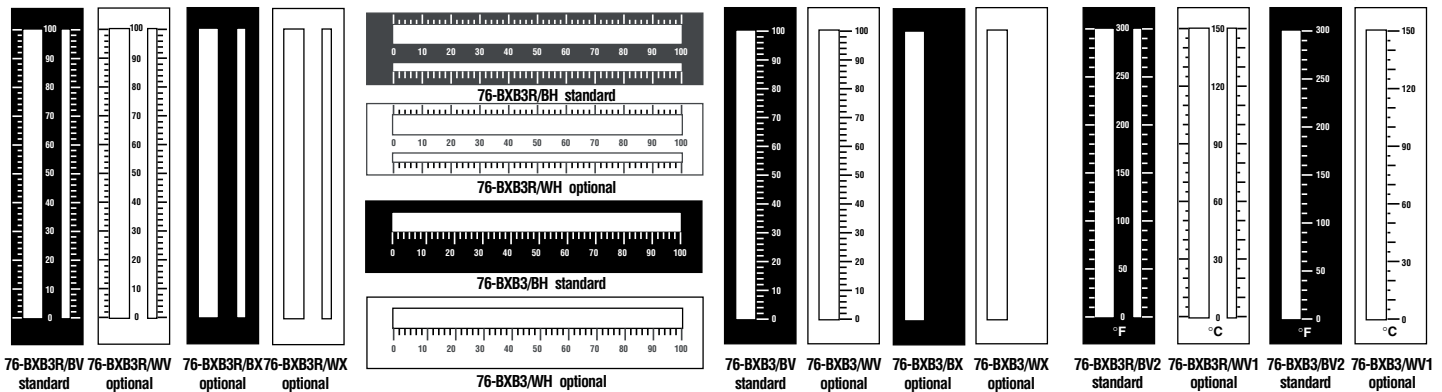 100
90
80
70
60
50
40
30
20
10
0
76-BXB3R/BV
standard
100
90
80
70
60
50
40
30
20
10
0
76-BXB3R/WV
optional
76-BXB3R/BX
optional
76-BXB3R/WX
optional
0 10 20 30 40 50 60 70 80 90 100
76-BXB3R/BH standard
0 10 20 30 40 50 60 70 80 90 100
76-BXB3R/WH optional
0 10 20 30 40 50 60 70 80 90 100
76-BXB3/BH standard
0 10 20 30 40 50 60 70 80 90 100
76-BXB3/WH optional
100
90
80
70
60
50
40
30
20
10
0
76-BXB3/BV
standard
100
90
80
70
60
50
40
30
20
10
0
76-BXB3/WV
optional
76-BXB3/BX
optional
76-BXB3/WX
optional
300
250
200
150
100
50
0
°F
76-BXB3R/BV2
standard
150
120
90
60
30
0
°C
76-BXB3R/WV1
optional
300
250
200
150
100
50
0
°F
76-BXB3/BV2
standard
150
120
90
60
30
0
°C
76-BXB3/WV1
optional